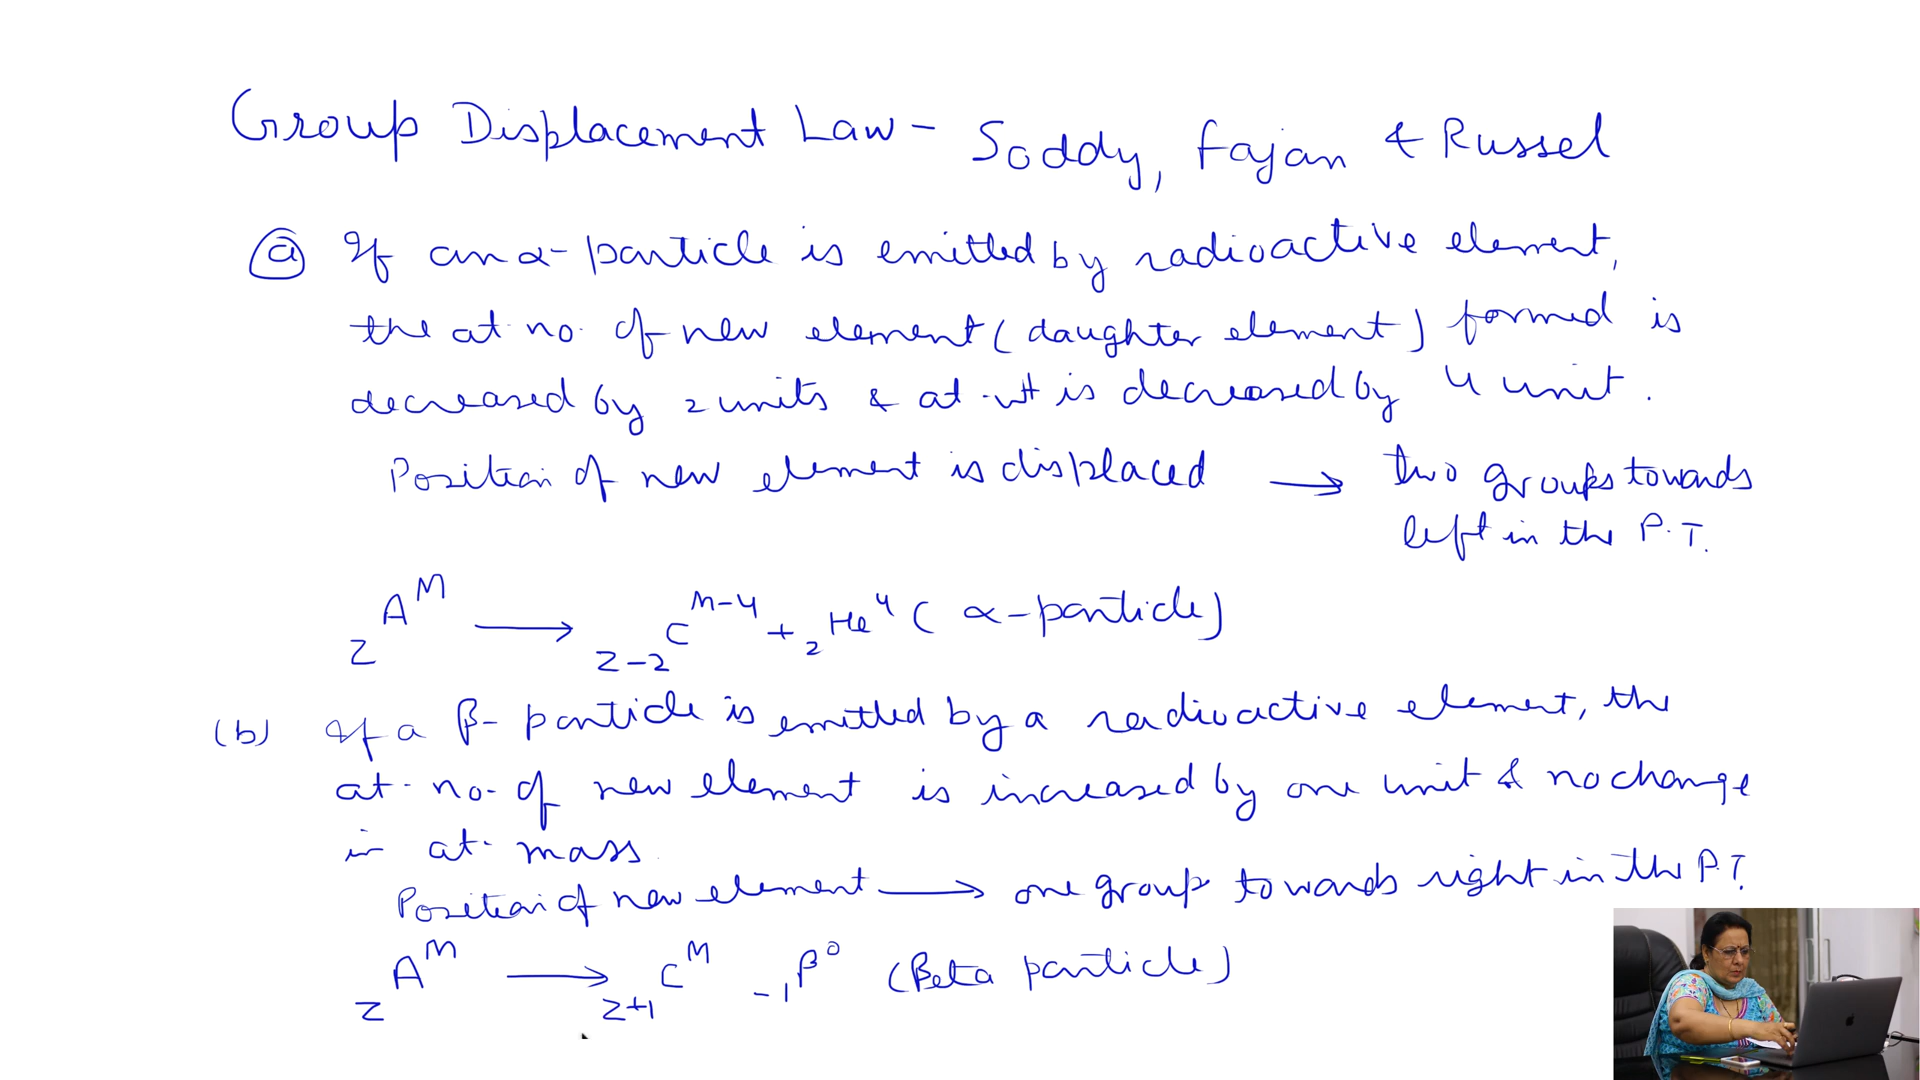 Group Displacement Law - Soddy, Fajan & Russel
(a) If an α- particle is emitted by radioactive element,
the at no. of new element (daughter element) formed is
decreased by 2 units & at. wt is decreased by 4 unit.
Position of new element is displaced → two groups towards
left in the P.T.
zA^M → z-2C^M-4 + 2He^4 (α-particle)
(b) If a β- particle is emitted by a radioactive element, the
at. no. of new element is increased by one unit & no change
in at. mass
Position of new element → one group towards right in the P.T.
zA^M → z+1C^M -1β^0 (Beta particle)